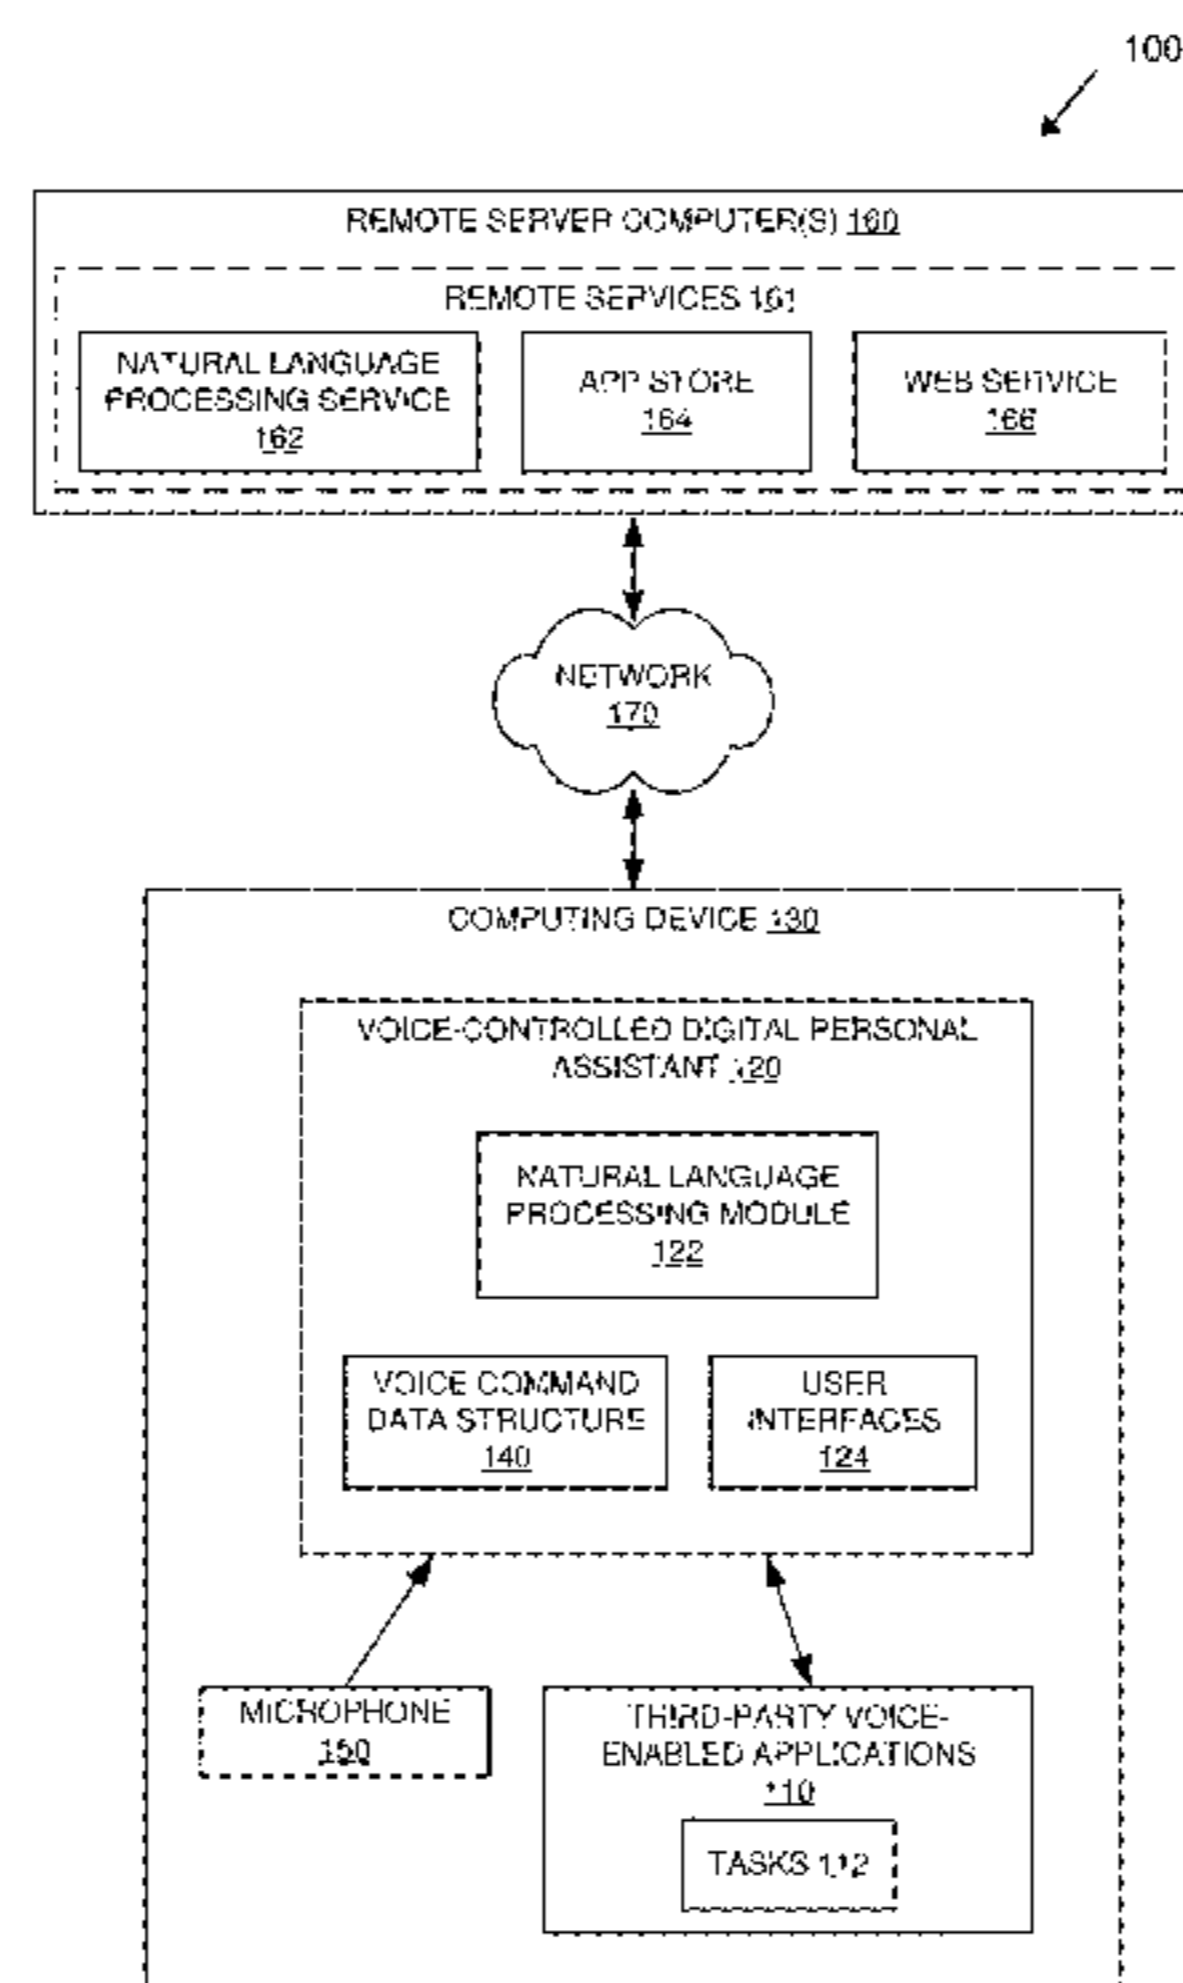 100
REMOTE SERVER COMPUTER(S) 160
REMOTE SERVICES 161
NATURAL LANGUAGE
PROCESSING SERVICE
162
APP STORE
164
WEB SERVICE
166
NETWORK
170
COMPUTING DEVICE 130
VOICE-CONTROLLED DIGITAL PERSONAL
ASSISTANT 120
NATURAL LANGUAGE
PROCESSING MODULE
122
VOICE COMMAND
DATA STRUCTURE
140
USER
INTERFACES
124
MICROPHONE
150
THIRD-PARTY VOICE-
ENABLED APPLICATIONS
110
TASKS 112